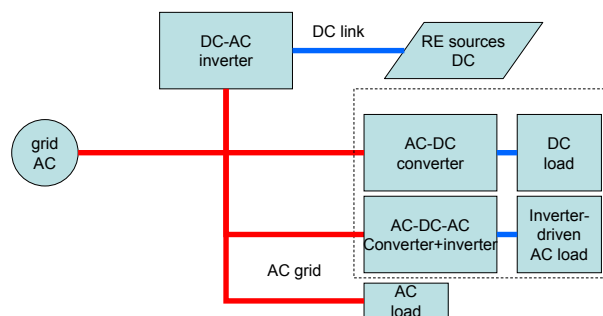 DC-AC
inverter
DC link
RE sources
DC
grid
AC
AC-DC
converter
DC
load
AC-DC-AC
Converter+inverter
Inverter-
driven
AC load
AC grid
AC
load